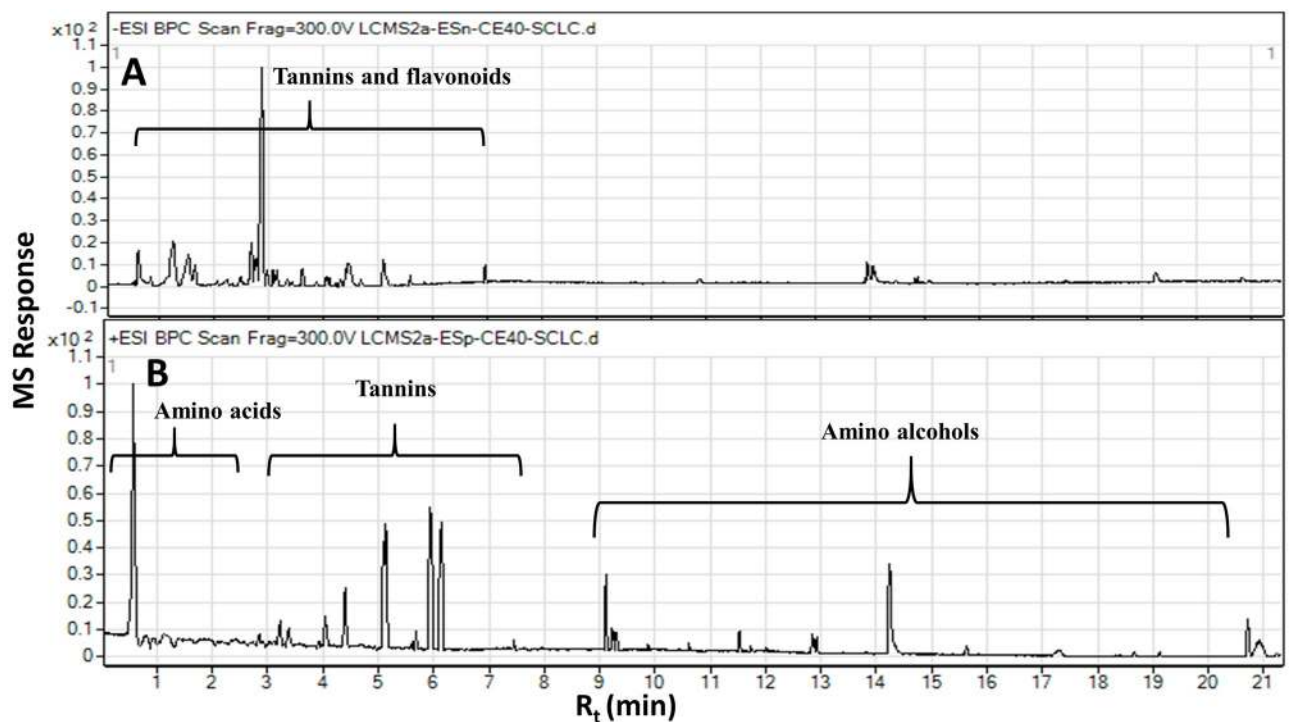 x10 2 -ESI BPC Scan Frag=300.0V LCMS2a-ESn-CE40-SCLC.d
1.1
1 1
A
Tannins and flavonoids
1
0.9
0.8
0.7
0.6
0.5
0.4
0.3
0.2
0.1
0
-0.1
MS Response
x10 2 +ESI BPC Scan Frag=300.0V LCMS2a-ESp-CE40-SCLC.d
1.1
1
B
Tannins
Amino acids
Amino alcohols
1
0.9
0.8
0.7
0.6
0.5
0.4
0.3
0.2
0.1
0
1 2 3 4 5 6 7 8 9 10 11 12 13 14 15 16 17 18 19 20 21
Rt (min)